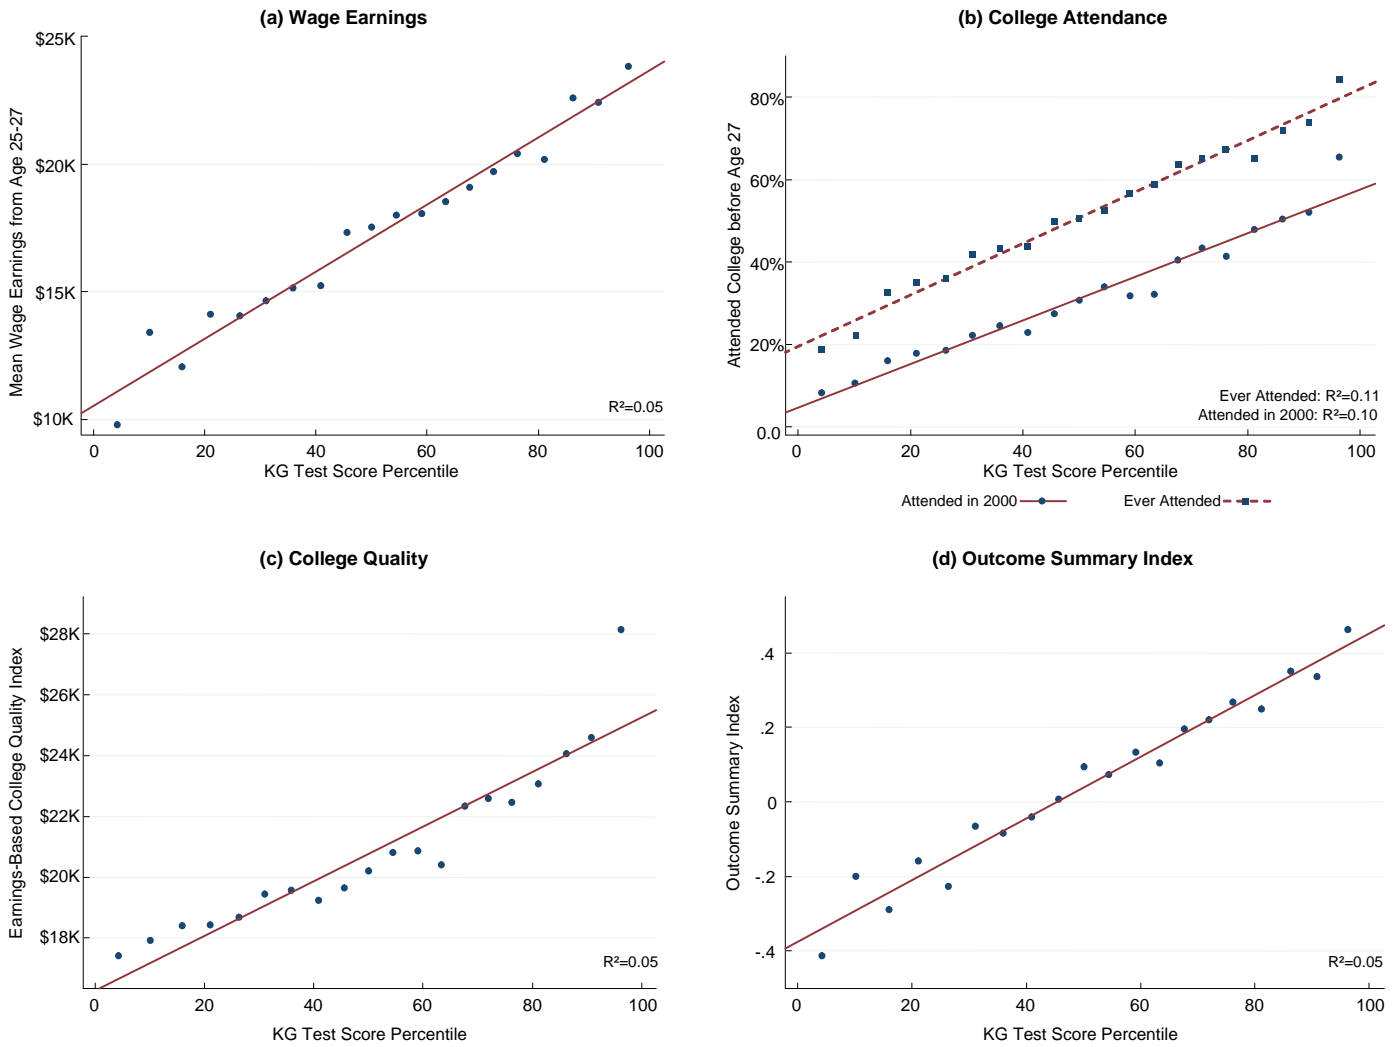 (a) Wage Earnings
Mean Wage Earnings from Age 25-27
$25K
$20K
$15K
$10K
R²=0.05
0 20 40 60 80 100
KG Test Score Percentile
(b) College Attendance
Attended College before Age 27
80%
60%
40%
20%
0.0
Ever Attended: R²=0.11
Attended in 2000: R²=0.10
0 20 40 60 80 100
KG Test Score Percentile
Attended in 2000 Ever Attended
(c) College Quality
Earnings-Based College Quality Index
$28K
$26K
$24K
$22K
$20K
$18K
R²=0.05
0 20 40 60 80 100
KG Test Score Percentile
(d) Outcome Summary Index
Outcome Summary Index
.4
.2
0
-.2
-.4
R²=0.05
0 20 40 60 80 100
KG Test Score Percentile